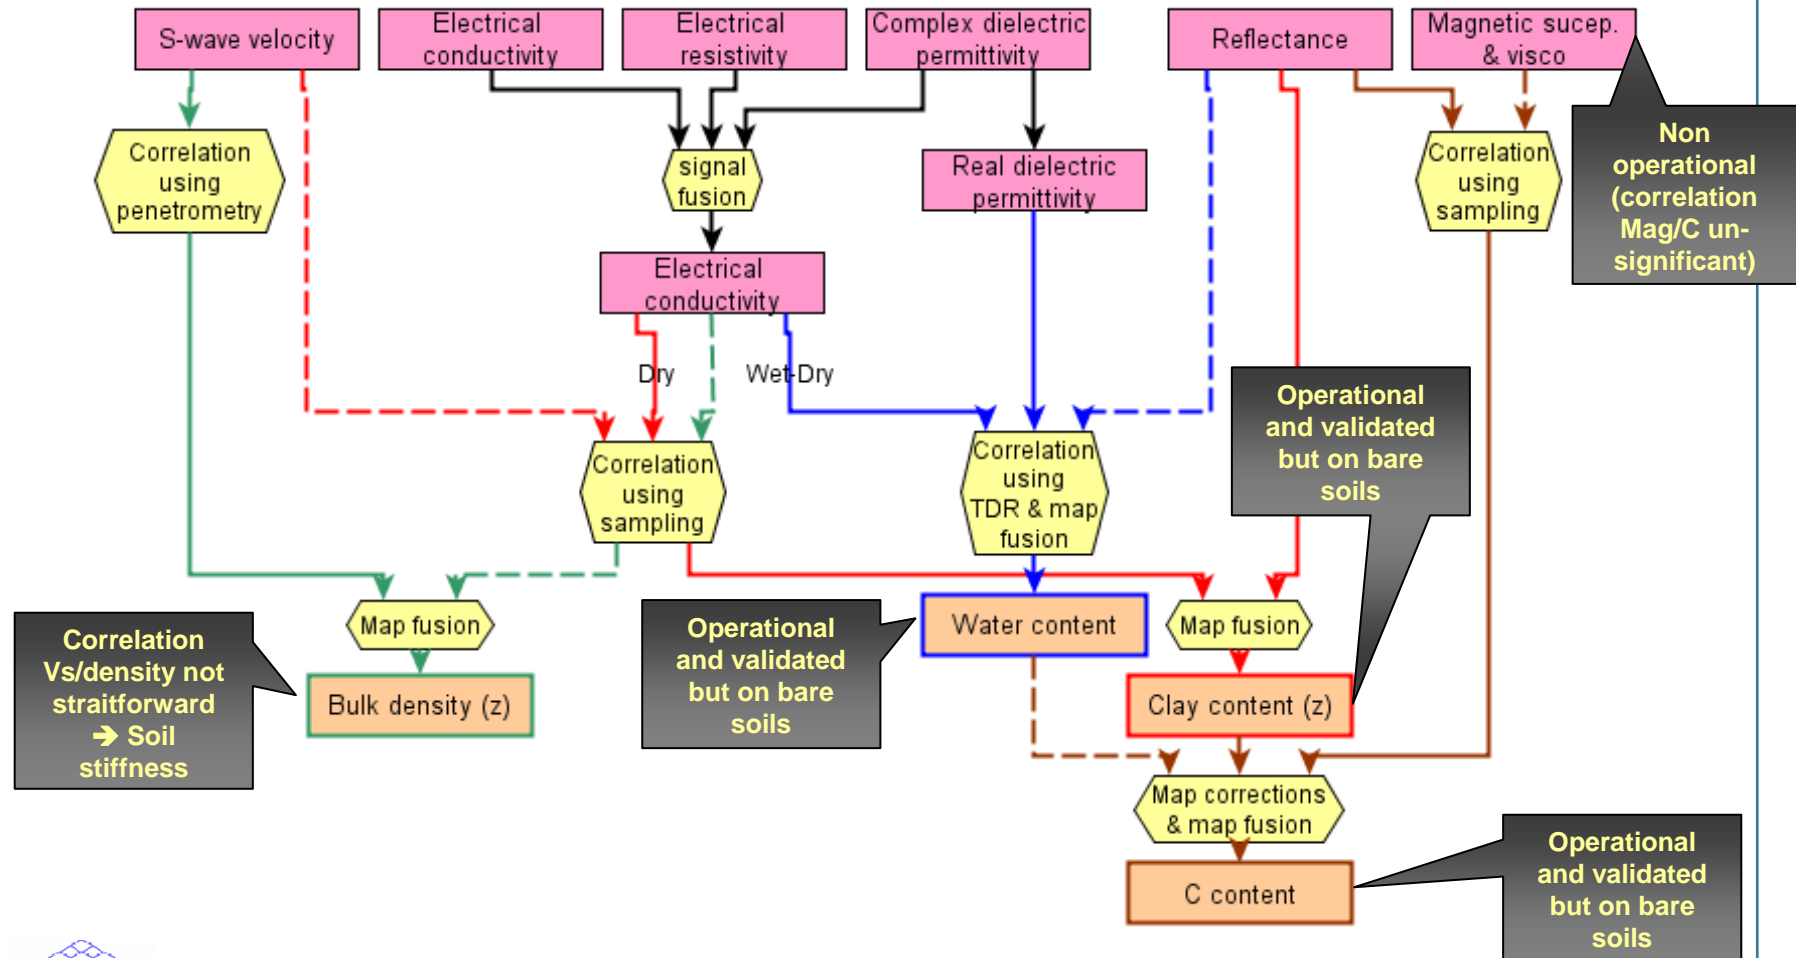 S-wave velocity
Electrical
conductivity
Electrical
resistivity
Complex dielectric
permittivity
Reflectance
Magnetic sucep.
& visco
Non
operational
(correlation
Mag/C un-
significant)
Correlation
using
penetrometry
signal
fusion
Real dielectric
permittivity
Correlation
using
sampling
Electrical
conductivity
Dry
Wet-Dry
Operational
and validated
but on bare
soils
Correlation
using
sampling
Correlation
using
TDR & map
fusion
Map fusion
Water content
Map fusion
Correlation
Vs/density not
straitforward
➔ Soil
stiffness
Operational
and validated
but on bare
soils
Bulk density (z)
Clay content (z)
Map corrections
& map fusion
C content
Operational
and validated
but on bare
soils